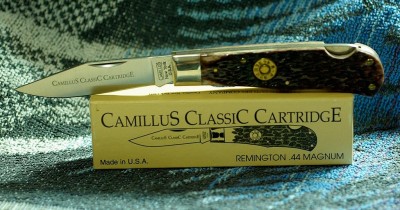 CAMILLUS CLASSIC CARTRIDGE
CAMILLUS CLASSIC CARTRIDGE
Made in U.S.A.
REMINGTON .44 MAGNUM